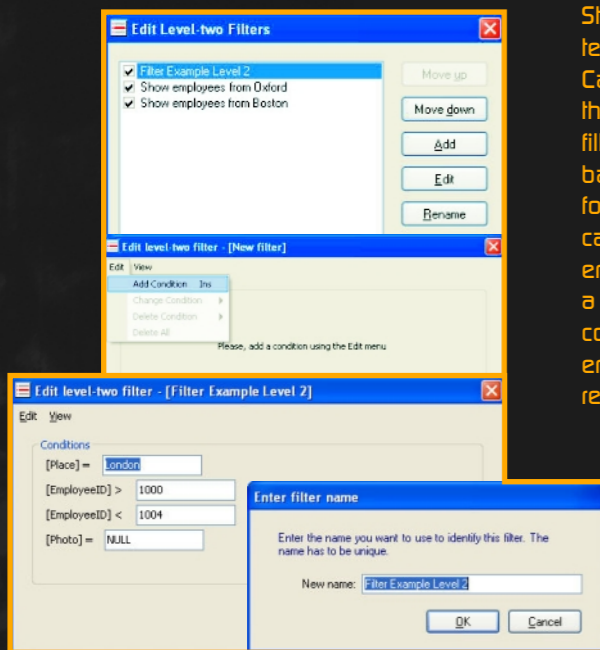 Edit Level-two Filters
Filter Example Level 2
Show employees from Oxford
Show employees from Boston
Move up
Move down
Add
Edit
Rename
Edit level-two filter - [New filter]
Edit View
Add Condition Ins
Change Condition
Delete Condition
Delete All
Please, add a condition using the Edit menu
Edit level-two filter - [Filter Example Level 2]
Edit View
Conditions
[Place] = London
[EmployeeID] > 1000
[EmployeeID] < 1004
[Photo] = NULL
Enter filter name
Enter the name you want to use to identify this filter. The
name has to be unique.
New name: Filter Example Level 2
OK Cancel
a